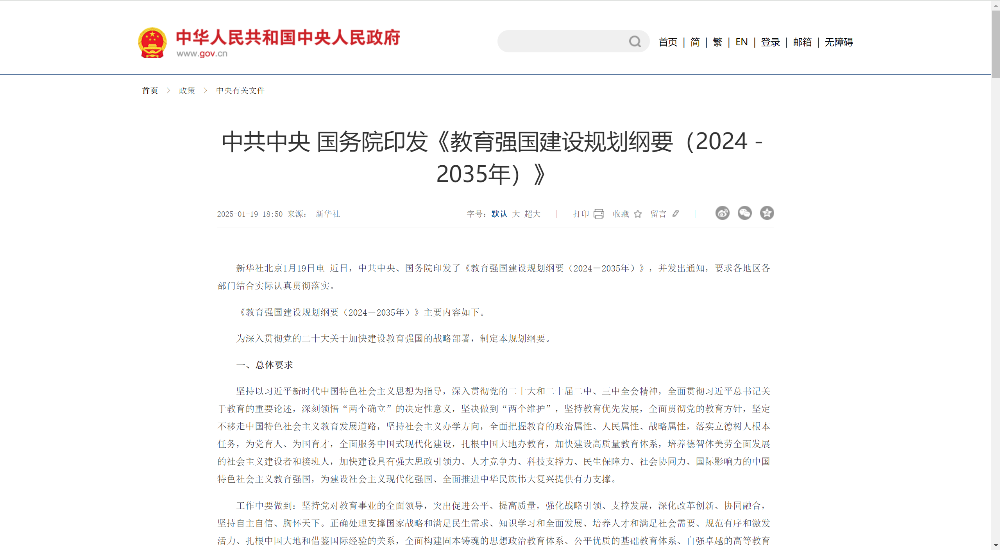 中华人民共和国中央人民政府
www.gov.cn
首页 | 简 | 繁 | EN | 登录 | 邮箱 | 无障碍
首页 > 政策 > 中央有关文件
中共中央 国务院印发《教育强国建设规划纲要（2024－
2035年）》
2025-01-19 18:50 来源： 新华社
字号：默认 大 超大 | 打印 收藏 留言 |
新华社北京1月19日电 近日，中共中央、国务院印发了《教育强国建设规划纲要（2024－2035年）》，并发出通知，要求各地区各
部门结合实际认真贯彻落实。
《教育强国建设规划纲要（2024－2035年）》主要内容如下。
为深入贯彻党的二十大关于加快建设教育强国的战略部署，制定本规划纲要。
一、总体要求
坚持以习近平新时代中国特色社会主义思想为指导，深入贯彻党的二十大和二十届二中、三中全会精神，全面贯彻习近平总书记关
于教育的重要论述，深刻领悟“两个确立”的决定性意义，坚决做到“两个维护”，坚持教育优先发展，全面贯彻党的教育方针，坚定
不移走中国特色社会主义教育发展道路，坚持社会主义办学方向，全面把握教育的政治属性、人民属性、战略属性，落实立德树人根本
任务，为党育人、为国育才，全面服务中国式现代化建设，扎根中国大地办教育，加快建设高质量教育体系，培养德智体美劳全面发展
的社会主义建设者和接班人，加快建设具有强大思政引领力、人才竞争力、科技支撑力、民生保障力、社会协同力、国际影响力的中国
特色社会主义教育强国，为建设社会主义现代化强国、全面推进中华民族伟大复兴提供有力支撑。
工作中要做到：坚持党对教育事业的全面领导，突出促进公平、提高质量，强化战略引领、支撑发展，深化改革创新、协同融合，
坚持自主自信、胸怀天下。正确处理支撑国家战略和满足民生需求、知识学习和全面发展、培养人才和满足社会需要、规范有序和激发
活力、扎根中国大地和借鉴国际经验的关系，全面构建固本铸魂的思想政治教育体系、公平优质的基础教育体系、自强卓越的高等教育